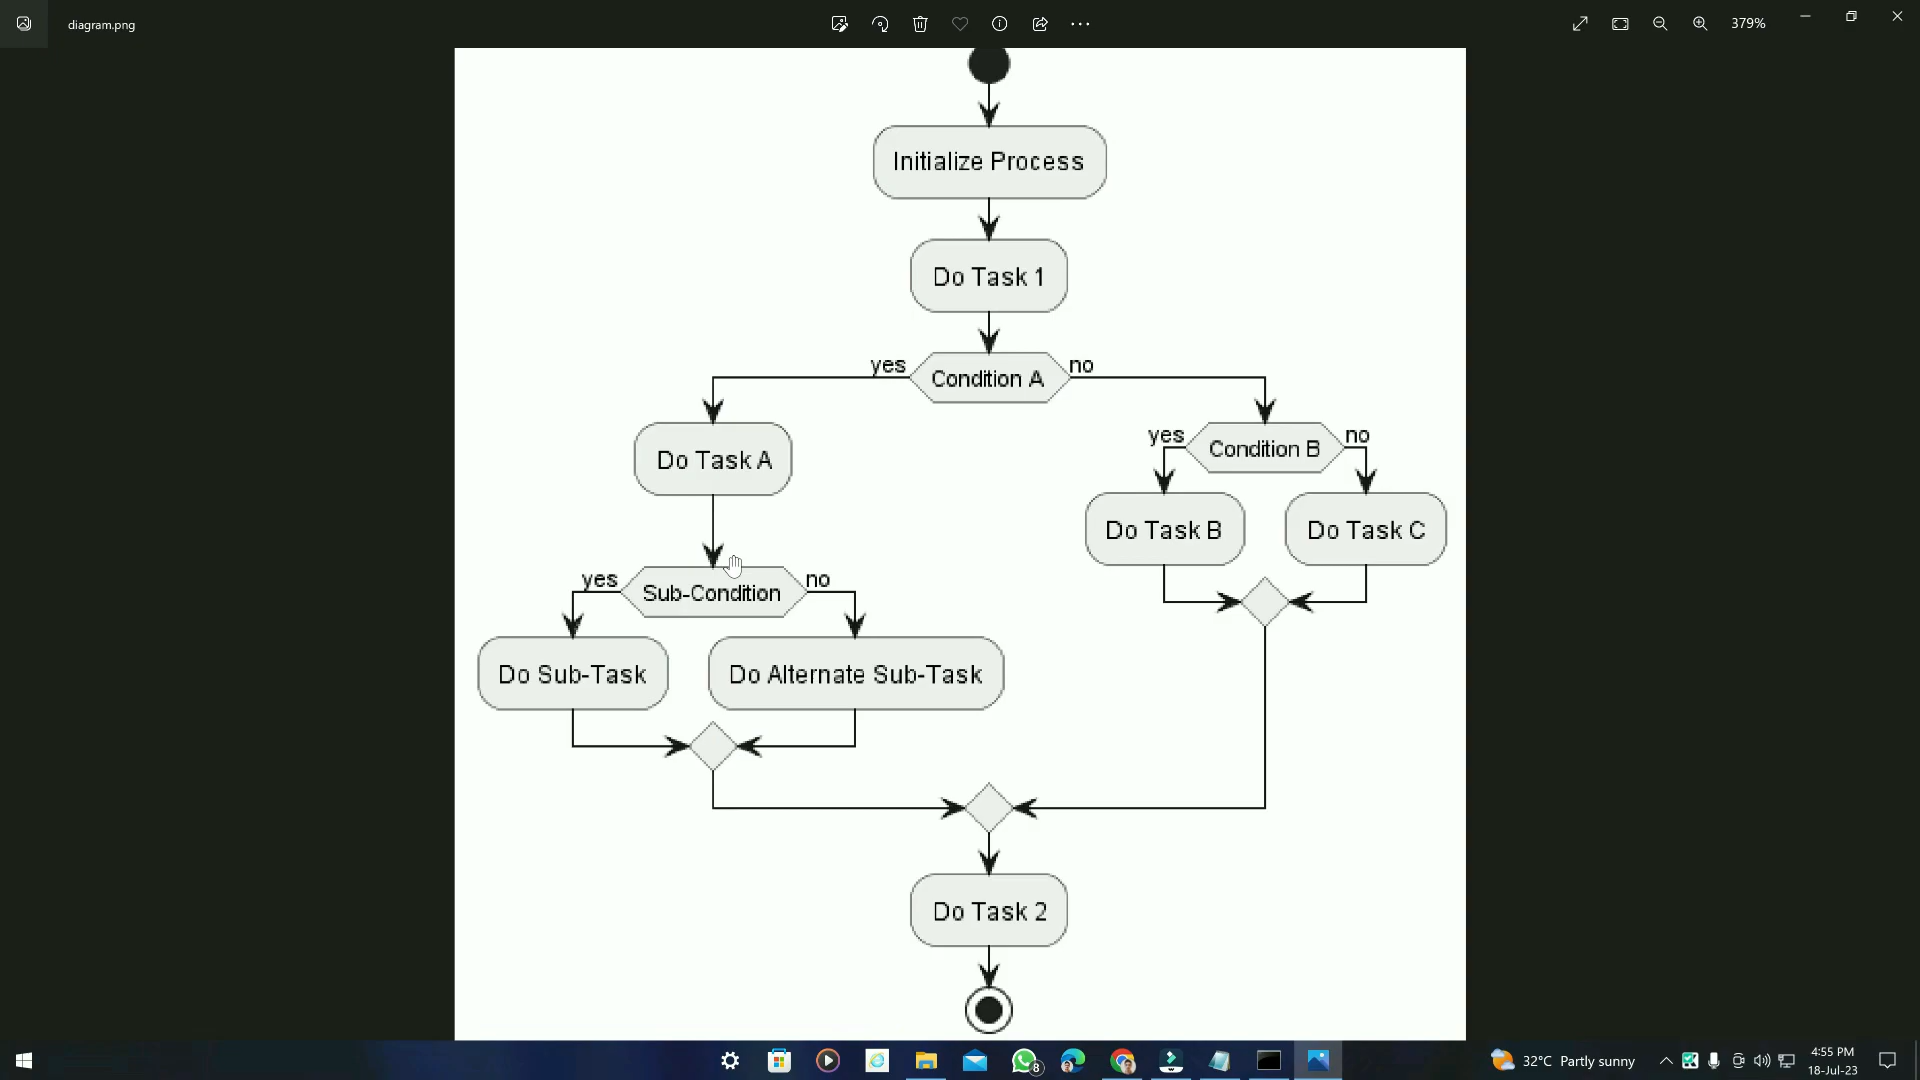 diagram.png
379%
Initialize Process
Do Task 1
yes
Condition A
no
Do Task A
yes
Condition B
no
Do Task B
Do Task C
yes
Sub-Condition
no
Do Sub-Task
Do Alternate Sub-Task
Do Task 2
8
32°C Partly sunny
4:55 PM
18-Jul-23